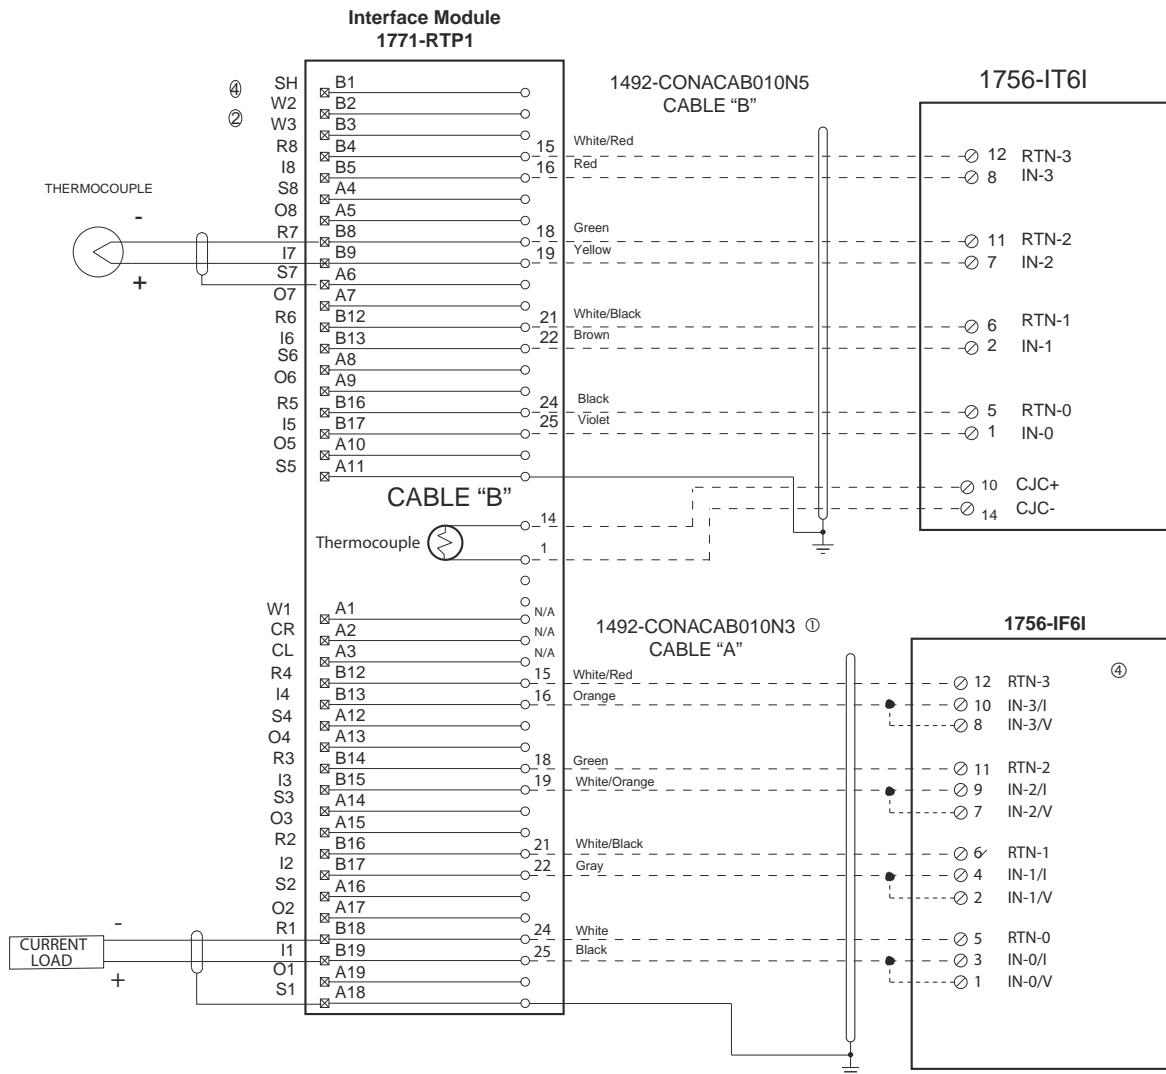 Interface Module
1771-RTP1
1492-CONACAB010N5
CABLE "B"
1756-IT6I
④ SH B1
W2 B2
② W3 B3
R8 B4 15 White/Red 12 RTN-3
I8 B5 16 Red 8 IN-3
S8 A4
THERMOCOUPLE
O8 A5
- R7 B8 18 Green 11 RTN-2
I7 B9 19 Yellow 7 IN-2
+ S7 A6
O7 A7
R6 B12 21 White/Black 6 RTN-1
I6 B13 22 Brown 2 IN-1
S6 A8
O6 A9
R5 B16 24 Black 5 RTN-0
I5 B17 25 Violet 1 IN-0
O5 A10
S5 A11
CABLE "B"
10 CJC+
14 CJC-
14
Thermocouple
1
W1 A1 N/A
CR A2 N/A
CL A3 N/A
1492-CONACAB010N3 ①
CABLE "A"
1756-IF6I
④
R4 B12 15 White/Red 12 RTN-3
I4 B13 16 Orange 10 IN-3/I
S4 A12 8 IN-3/V
O4 A13
R3 B14 18 Green 11 RTN-2
I3 B15 19 White/Orange 9 IN-2/I
S3 A14 7 IN-2/V
O3 A15
R2 B16 21 White/Black 6 RTN-1
I2 B17 22 Gray 4 IN-1/I
S2 A16 2 IN-1/V
O2 A17
- R1 B18 24 White 5 RTN-0
CURRENT
LOAD
I1 B19 25 Black 3 IN-0/I
+ O1 A19 1 IN-0/V
S1 A18